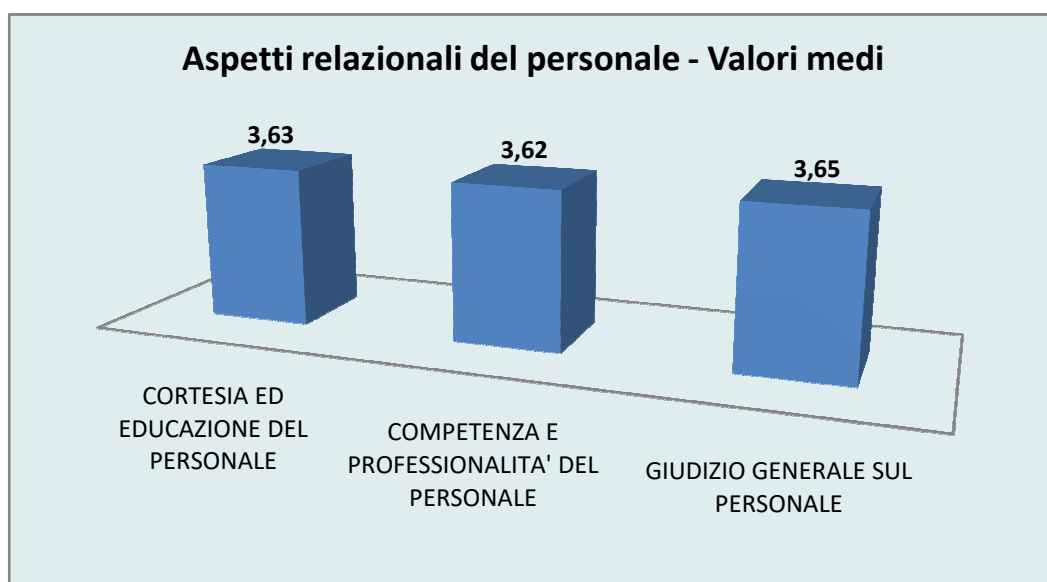 Aspetti relazionali del personale - Valori medi
3,63
3,62
3,65
CORTESIA ED
EDUCAZIONE DEL
PERSONALE
COMPETENZA E
PROFESSIONALITA' DEL
PERSONALE
GIUDIZIO GENERALE SUL
PERSONALE